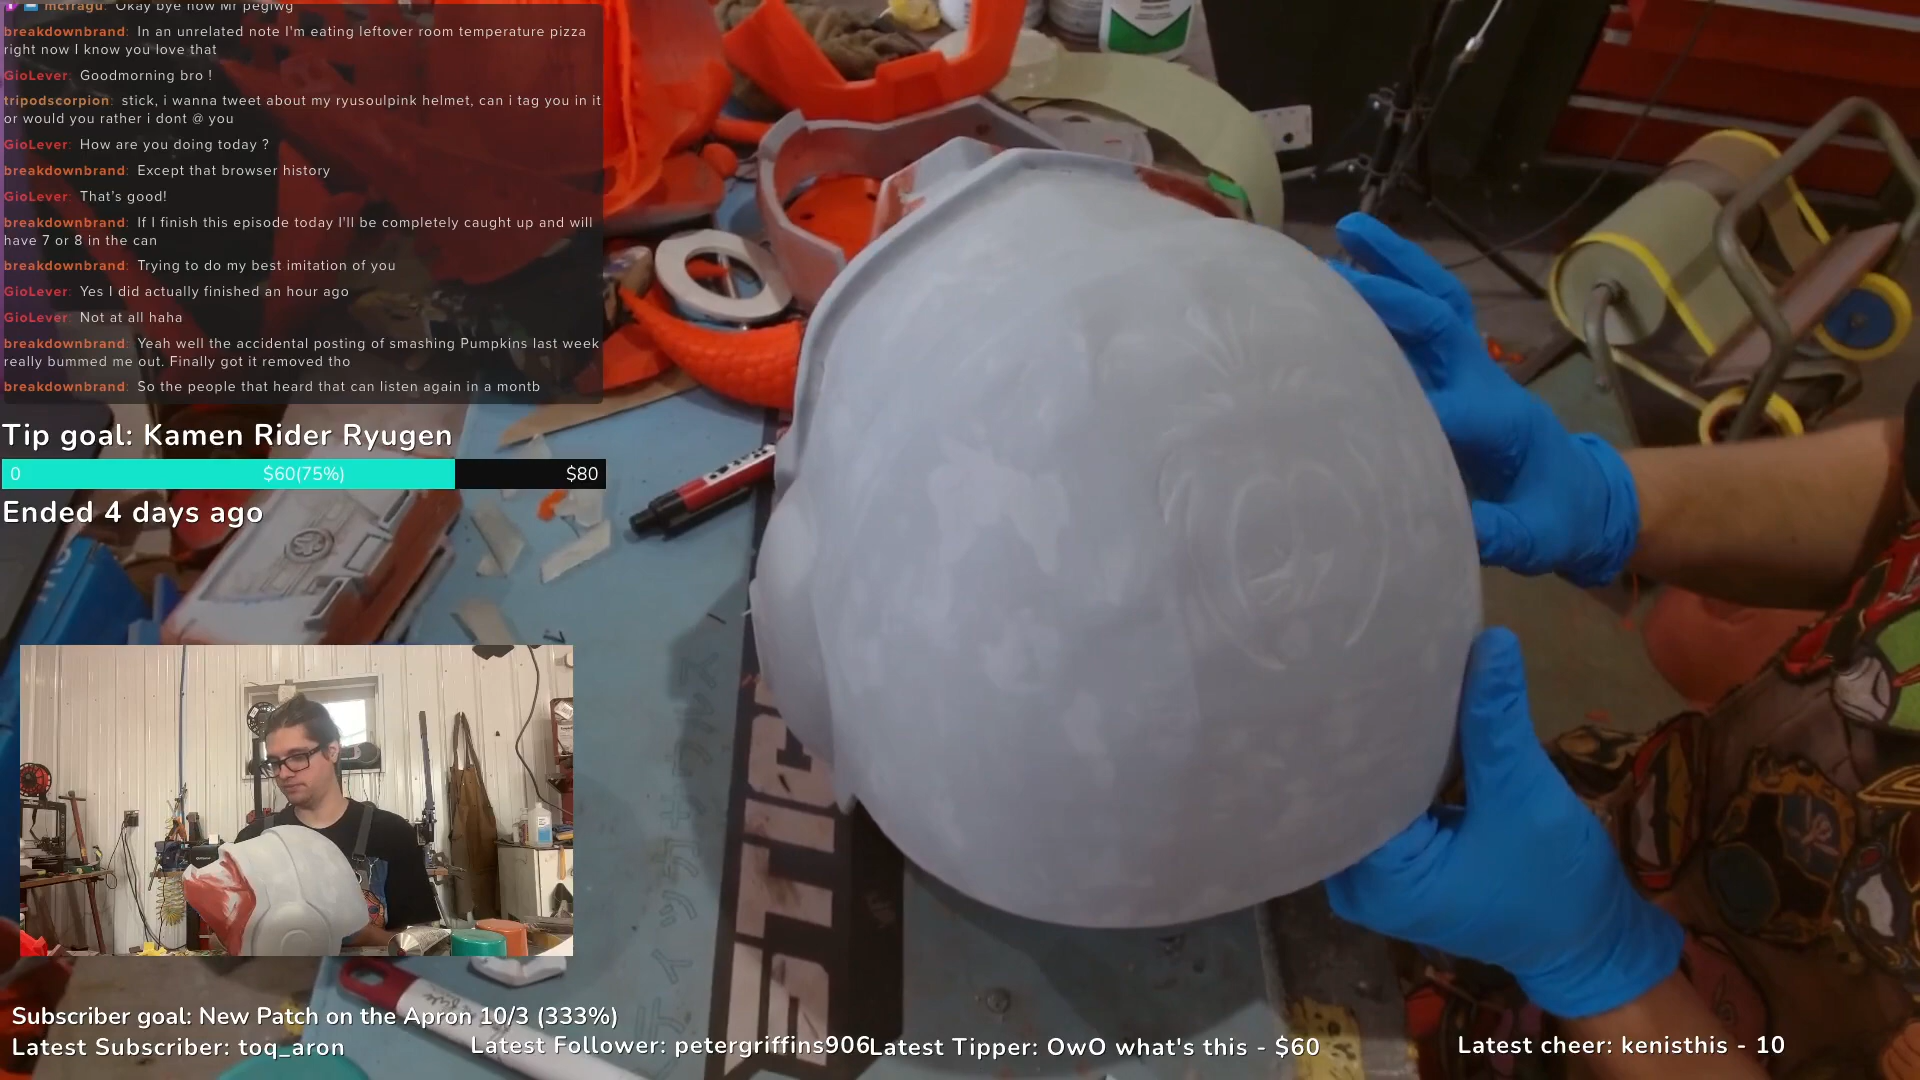 mcfragu: Okay bye now Mr pegiwg
breakdownbrand: In an unrelated note I'm eating leftover room temperature pizza
right now I know you love that
GioLever: Goodmorning bro !
tripodscorpion: stick, i wanna tweet about my ryusoulpink helmet, can i tag you in it
or would you rather i dont @ you
GioLever: How are you doing today ?
breakdownbrand: Except that browser history
GioLever: That's good!
breakdownbrand: If I finish this episode today I'll be completely caught up and will
have 7 or 8 in the can
breakdownbrand: Trying to do my best imitation of you
GioLever: Yes I did actually finished an hour ago
GioLever: Not at all haha
breakdownbrand: Yeah well the accidental posting of smashing Pumpkins last week
really bummed me out. Finally got it removed tho
breakdownbrand: So the people that heard that can listen again in a montb
Tip goal: Kamen Rider Ryugen
0 $60(75%) $80
Ended 4 days ago
Subscriber goal: New Patch on the Apron 10/3 (333%)
Latest Subscriber: toq_aron
Latest Follower: petergriffins906
Latest Tipper: OwO what's this - $60
Latest cheer: kenisthis - 10